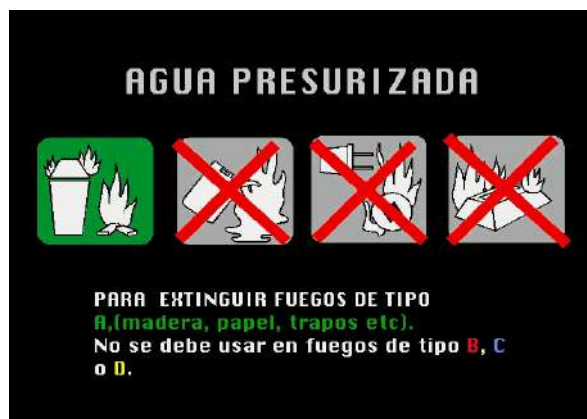 AGUA PRESURIZADA
PARA EXTINGUIR FUEGOS DE TIPO
A,(madera, papel, trapos etc).
No se debe usar en fuegos de tipo B, C
o D.